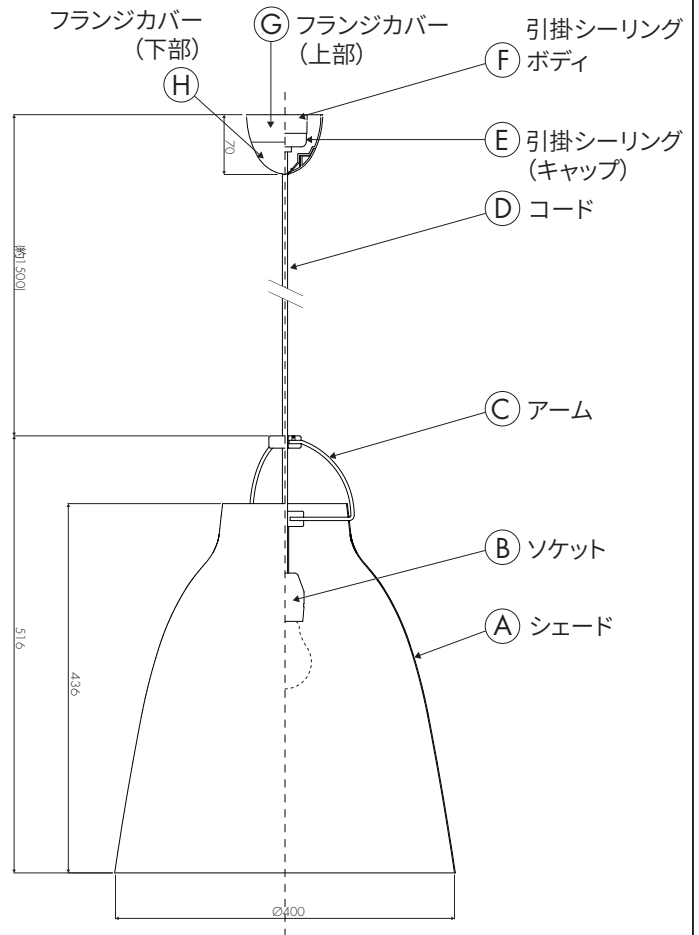 フランジカバー
(下部)
H
G フランジカバー
(上部)
引掛シーリング
F ボディ
E 引掛シーリング
(キャップ)
D コード
C アーム
B ソケット
A シェード
70
約1500
516
436
Ø400